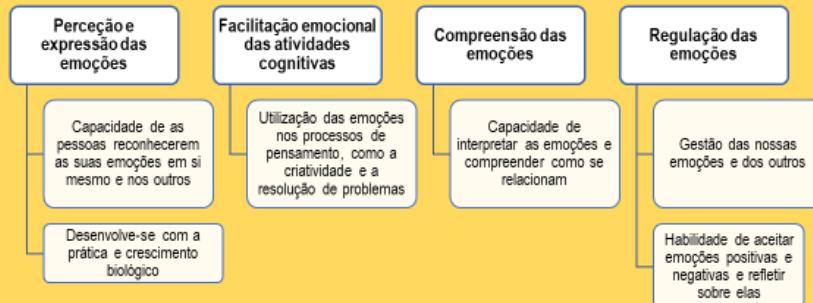 Perceção e
expressão das
emoções
Capacidade de as
pessoas reconhecerem
as suas emoções em si
mesmo e nos outros
Desenvolve-se com a
prática e crescimento
biológico
Facilitação emocional
das atividades
cognitivas
Utilização das emoções
nos processos de
pensamento, como a
criatividade e a
resolução de problemas
Compreensão das
emoções
Capacidade de
interpretar as emoções e
compreender como se
relacionam
Regulação das
emoções
Gestão das nossas
emoções e dos outros
Habilidade de aceitar
emoções positivas e
negativas e refletir
sobre elas